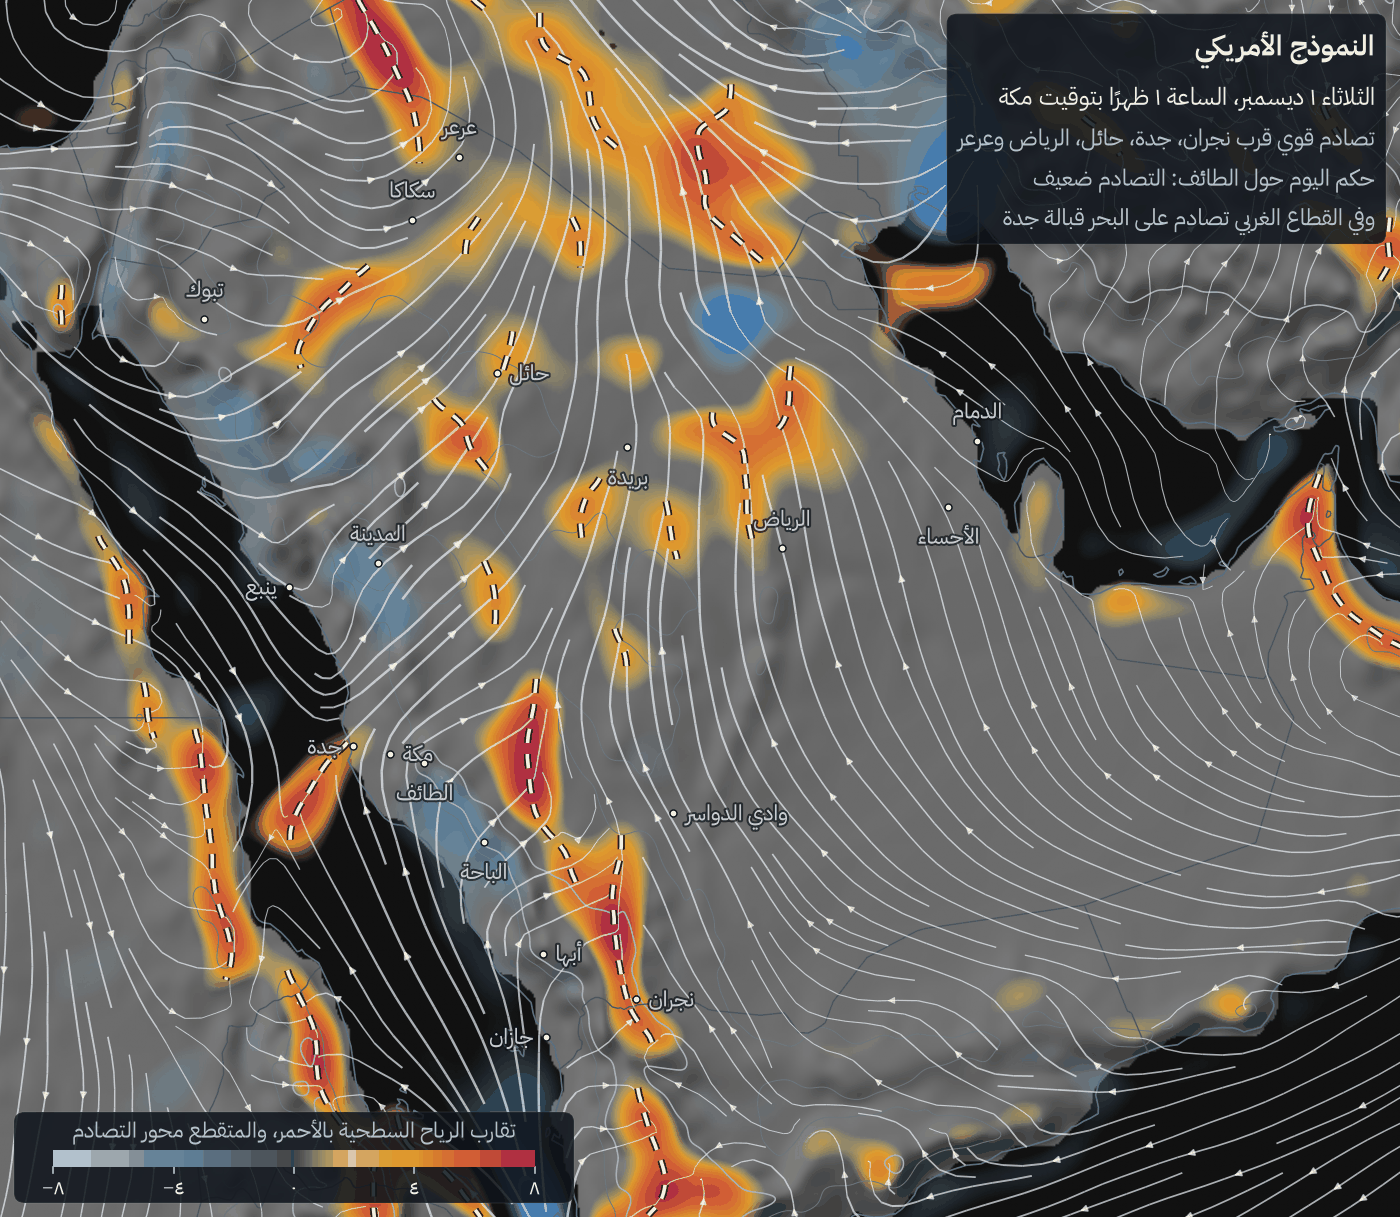 النموذج الأمريكي
الثلاثاء ١ ديسمبر، الساعة ١ ظهرًا بتوقيت مكة
تصادم قوي قرب نجران، جدة، حائل، الرياض وعرعر
حكم اليوم حول الطائف: التصادم ضعيف
وفي القطاع الغربي تصادم على البحر قبالة جدة
عرعر
سكاكا
تبوك
حائل
الدمام
بريدة
الرياض
الأحساء
المدينة
ينبع
جدة
مكة
الطائف
وادي الدواسر
الباحة
أبها
نجران
جازان
تقارب الرياح السطحية بالأحمر، والمتقطع محور التصادم
−٨ −٤ ٠ ٤ ٨